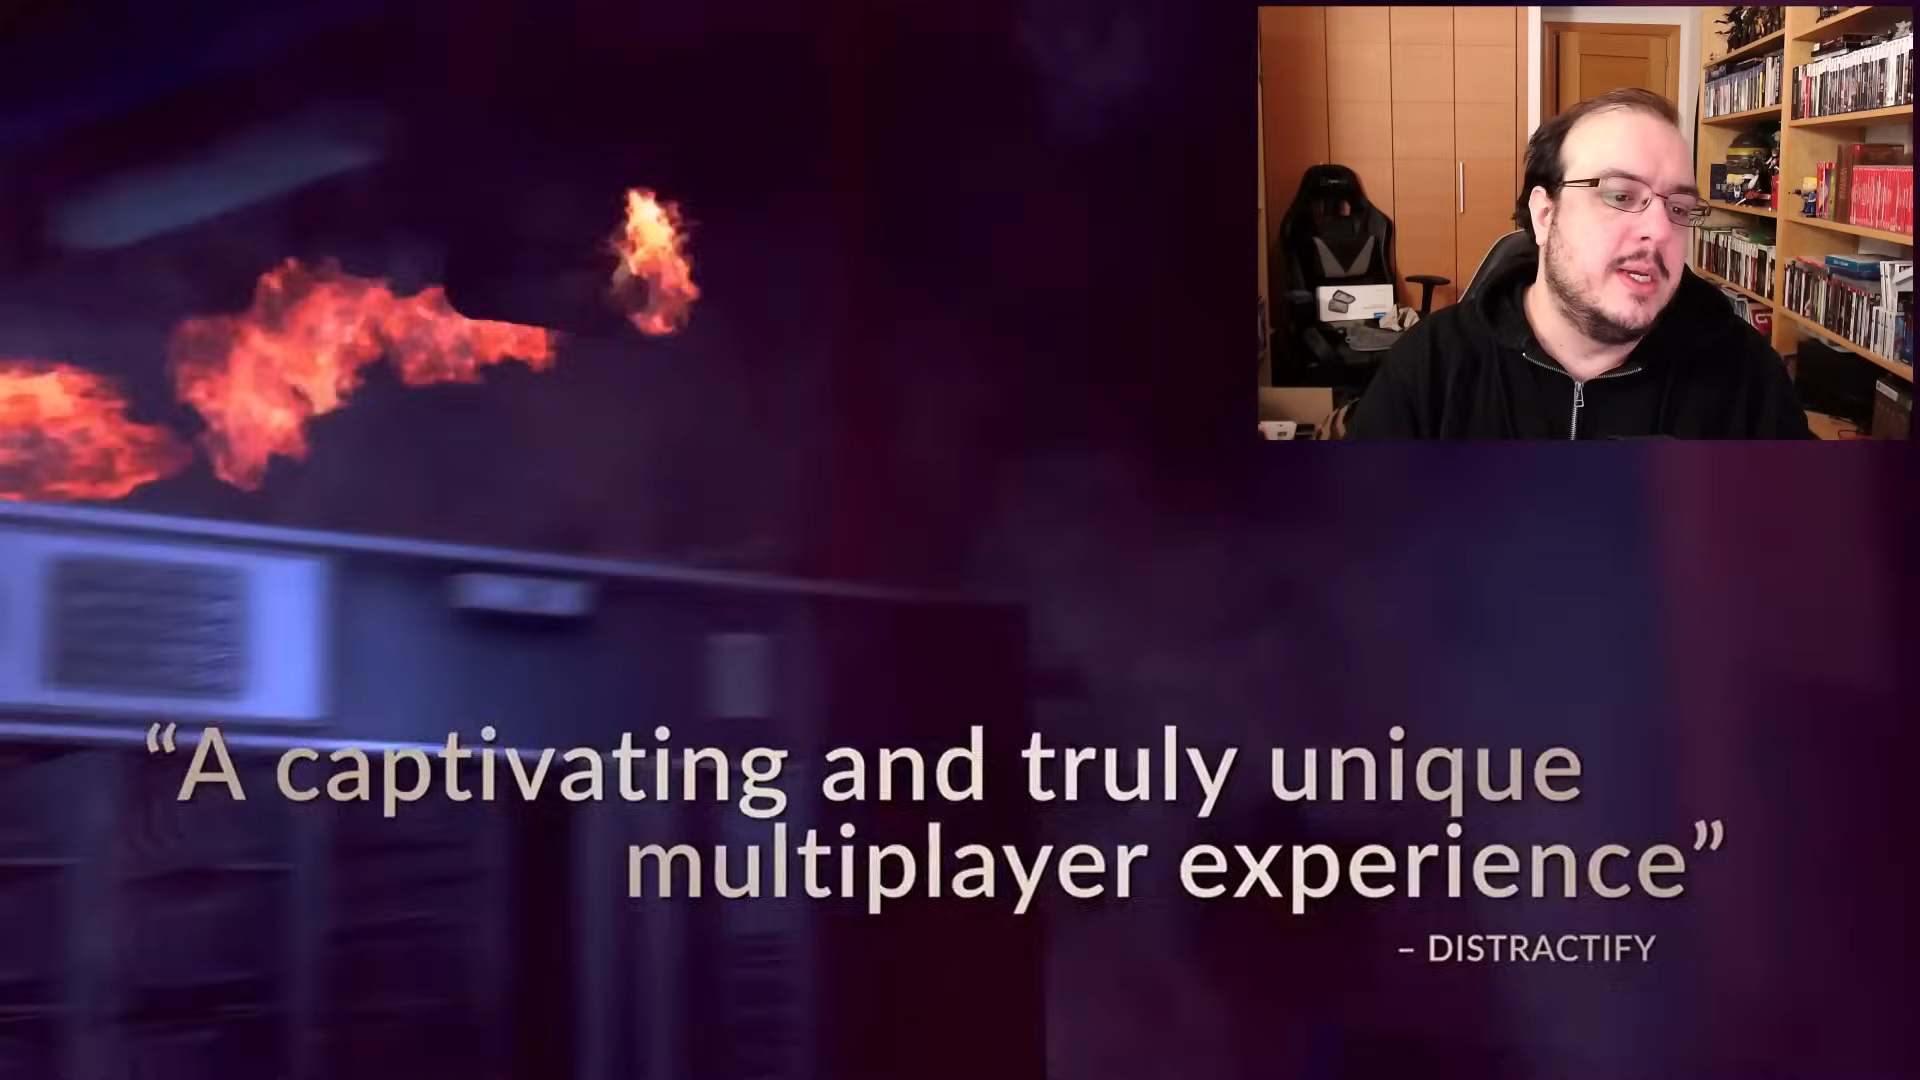 “A captivating and truly unique
multiplayer experience”
– DISTRACTIFY